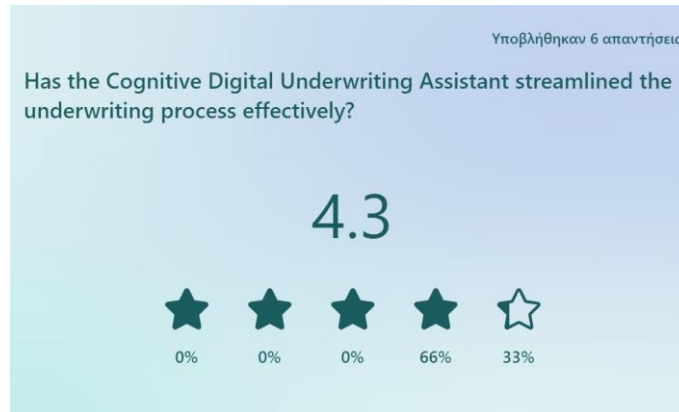 Υποβλήθηκαν 6 απαντήσεις
Has the Cognitive Digital Underwriting Assistant streamlined the
underwriting process effectively?
4.3
0% 0% 0% 66% 33%